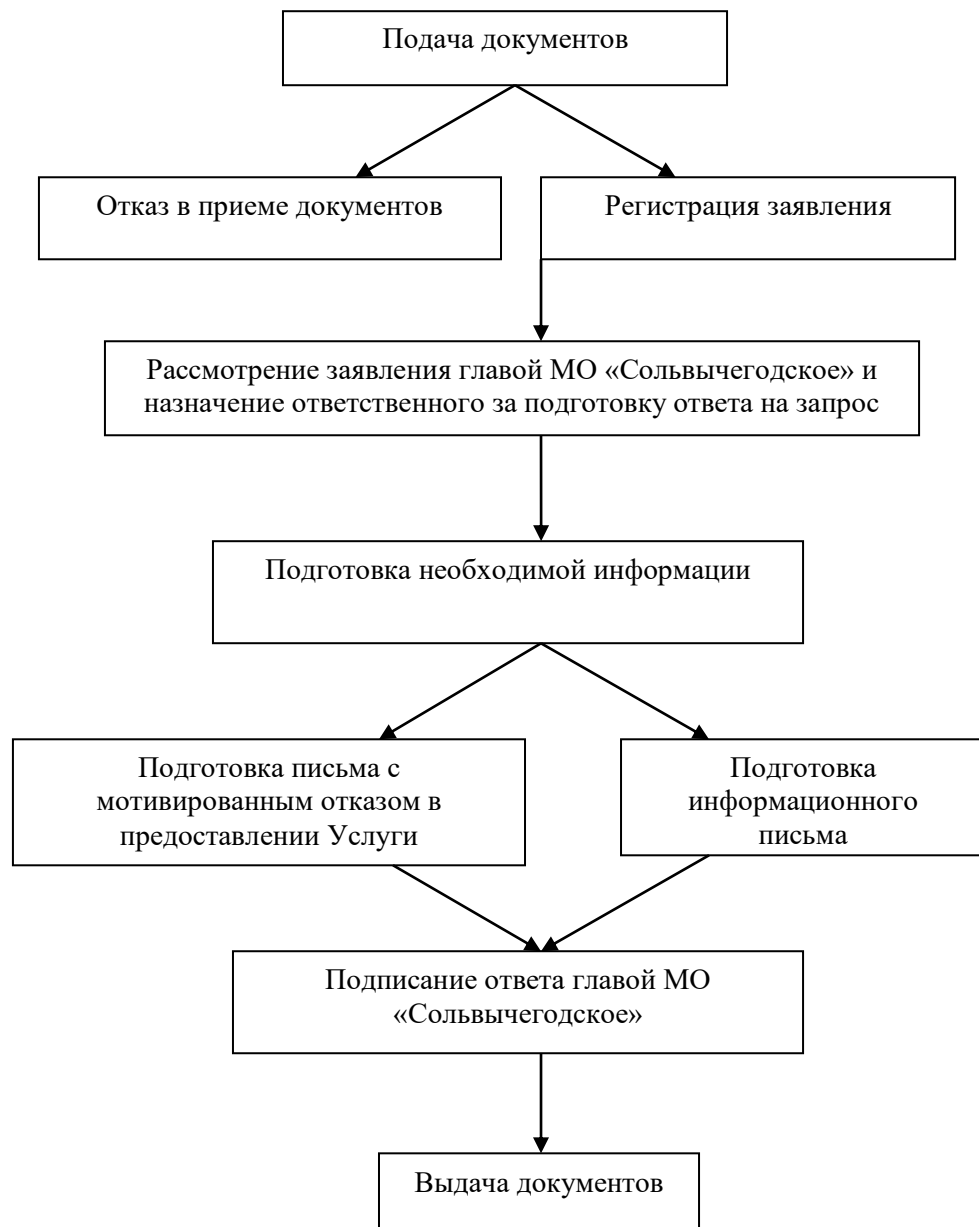 Подача документов
Отказ в приеме документов
Регистрация заявления
Рассмотрение заявления главой МО «Сольвычегодское» и
назначение ответственного за подготовку ответа на запрос
Подготовка необходимой информации
Подготовка письма с
мотивированным отказом в
предоставлении Услуги
Подготовка
информационного
письма
Подписание ответа главой МО
«Сольвычегодское»
Выдача документов